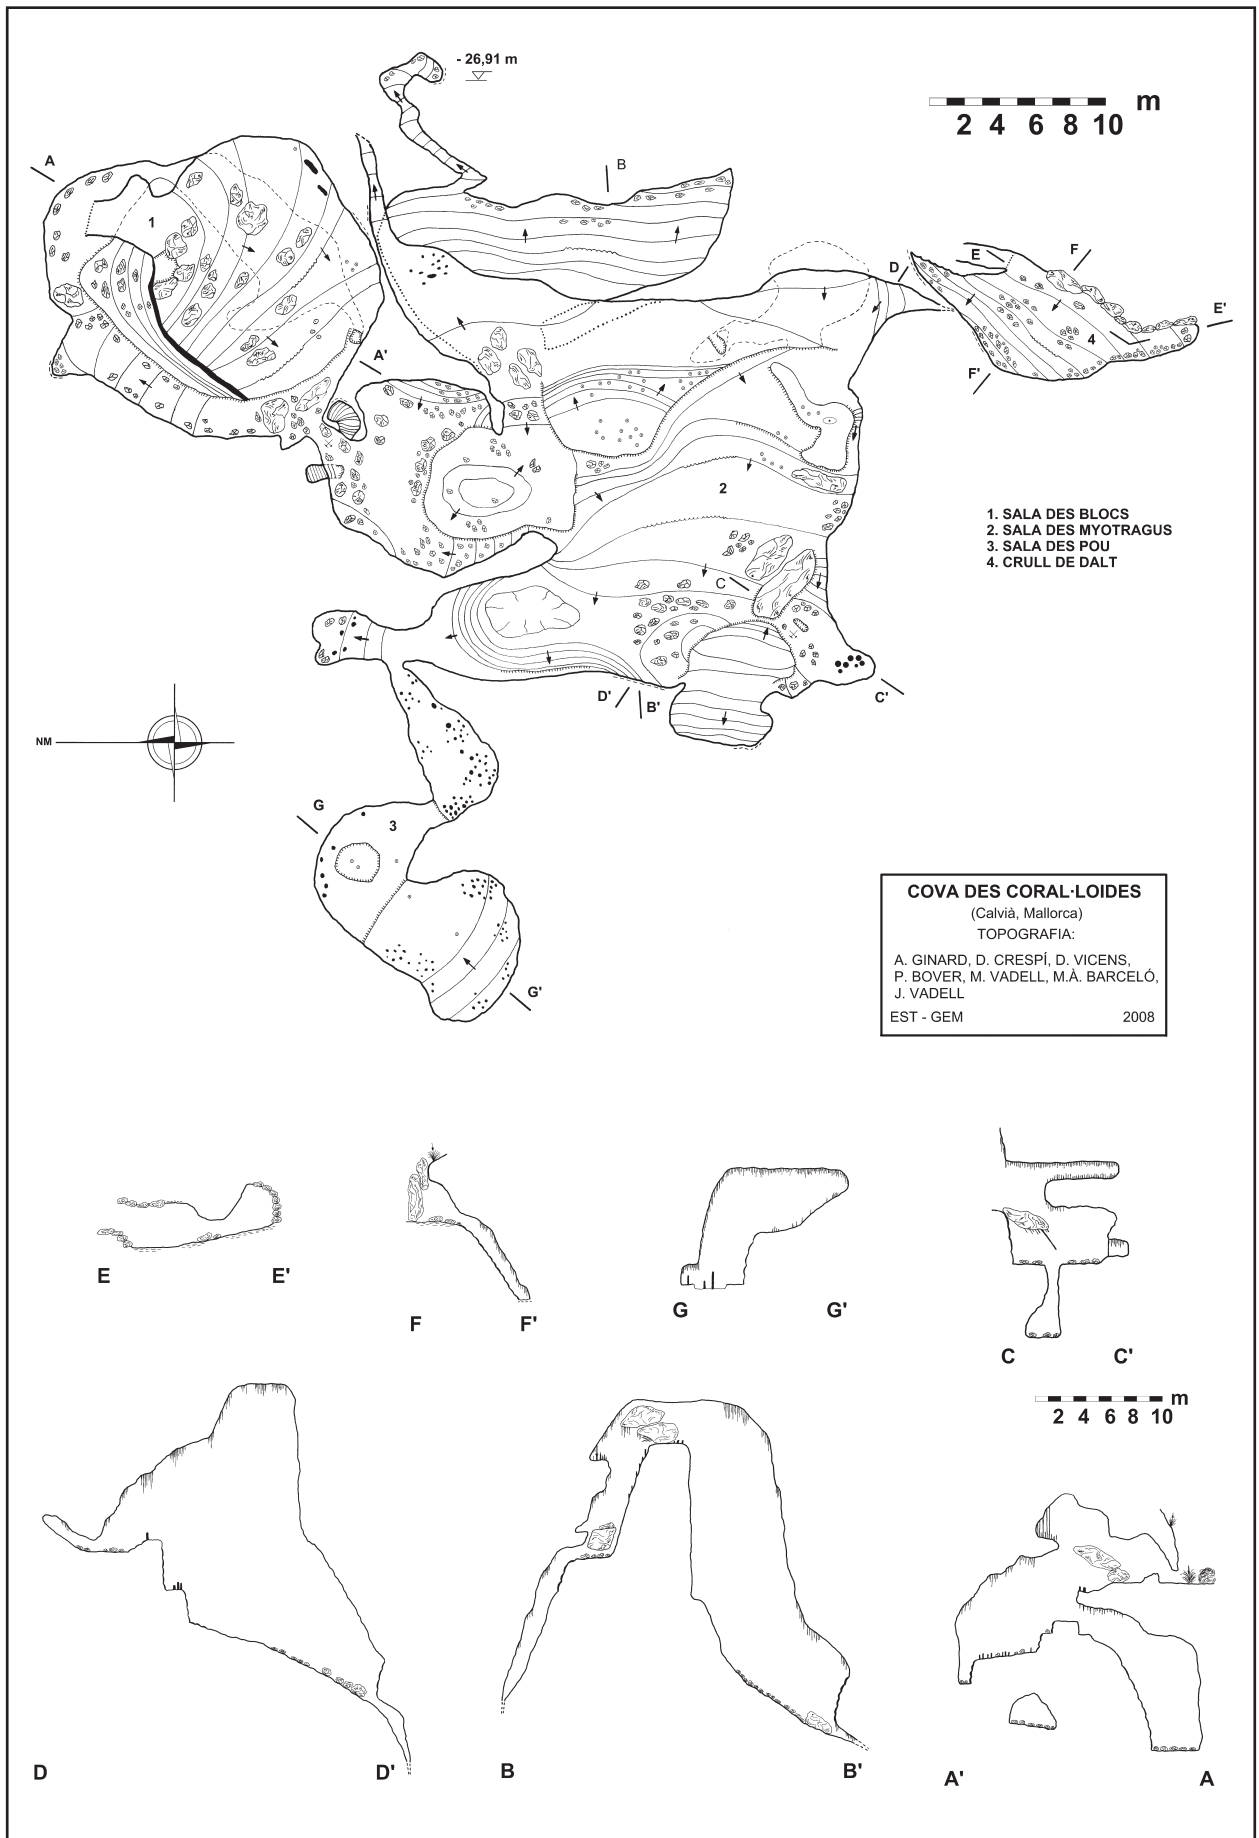 - 26,91 m
m
2 4 6 8 10
A
B
1
D
E
F
E'
4
F'
A'
2
1. SALA DES BLOCS
2. SALA DES MYOTRAGUS
3. SALA DES POU
4. CRULL DE DALT
C
D'
B'
C'
NM
G
3
G'
COVA DES CORAL·LOIDES
(Calvià, Mallorca)
TOPOGRAFIA:
A. GINARD, D. CRESPÍ, D. VICENS,
P. BOVER, M. VADELL, M.À. BARCELÓ,
J. VADELL
EST - GEM 2008
E E'
F F'
G G'
C C'
m
2 4 6 8 10
D D'
B B'
A' A